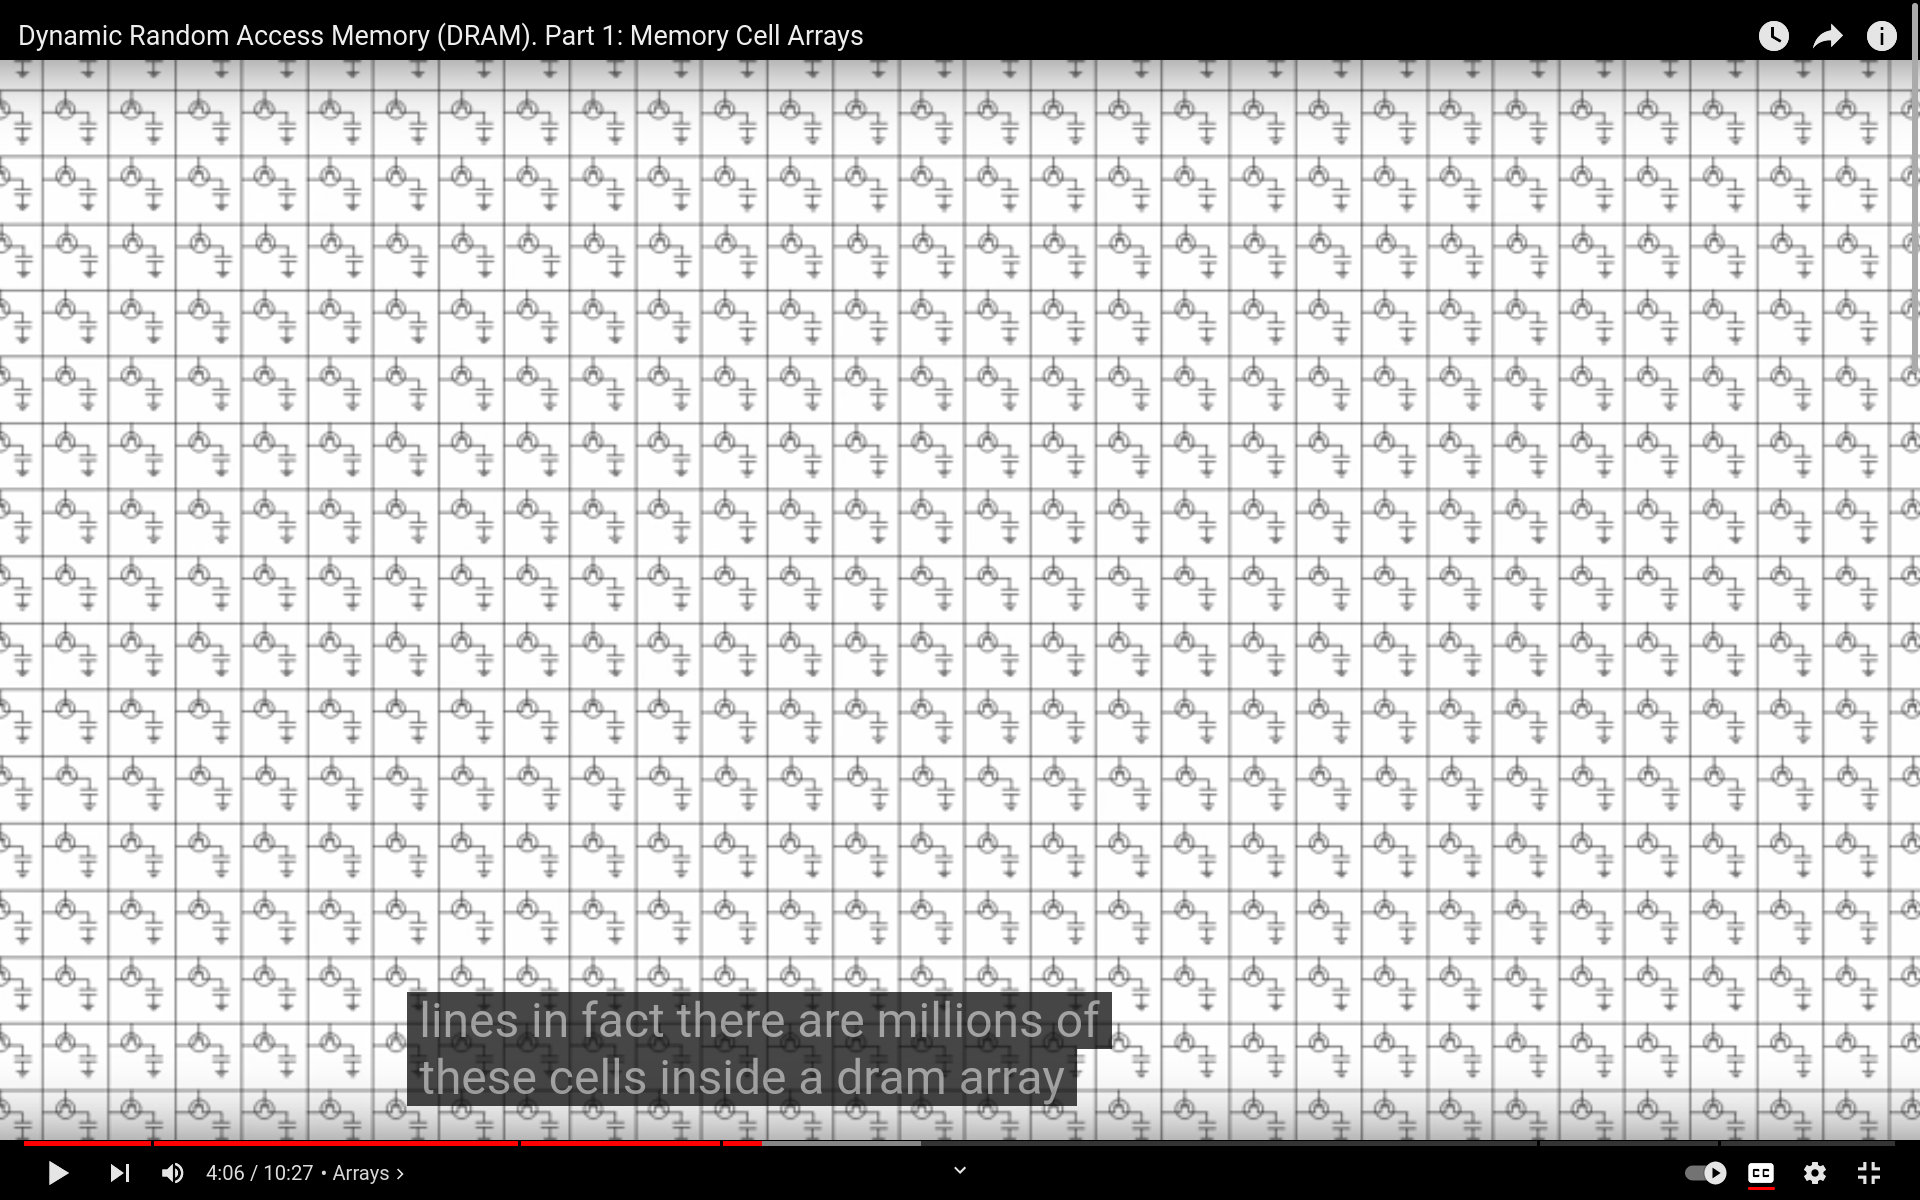 Dynamic Random Access Memory (DRAM). Part 1: Memory Cell Arrays
lines in fact there are millions of
these cells inside a dram array
4:06 / 10:27 • Arrays ›
CC